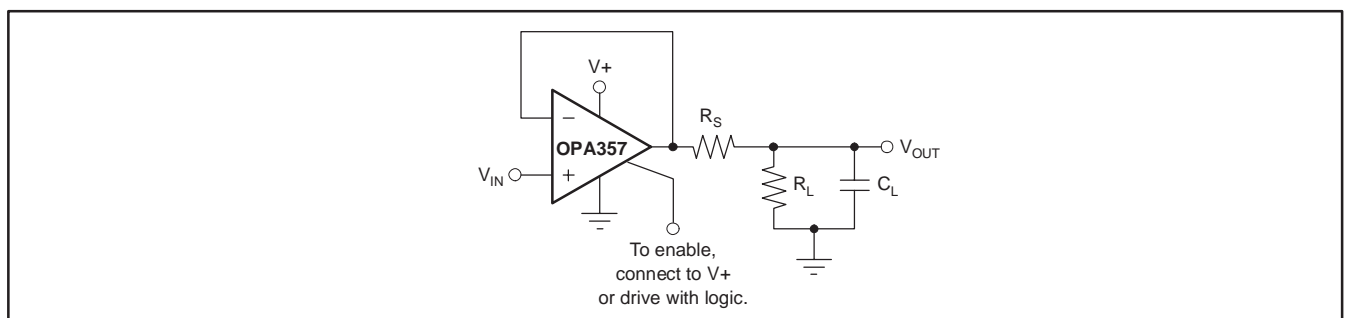 V+
−
OPA357
+
V_IN
R_S
V_OUT
R_L
C_L
To enable,
connect to V+
or drive with logic.